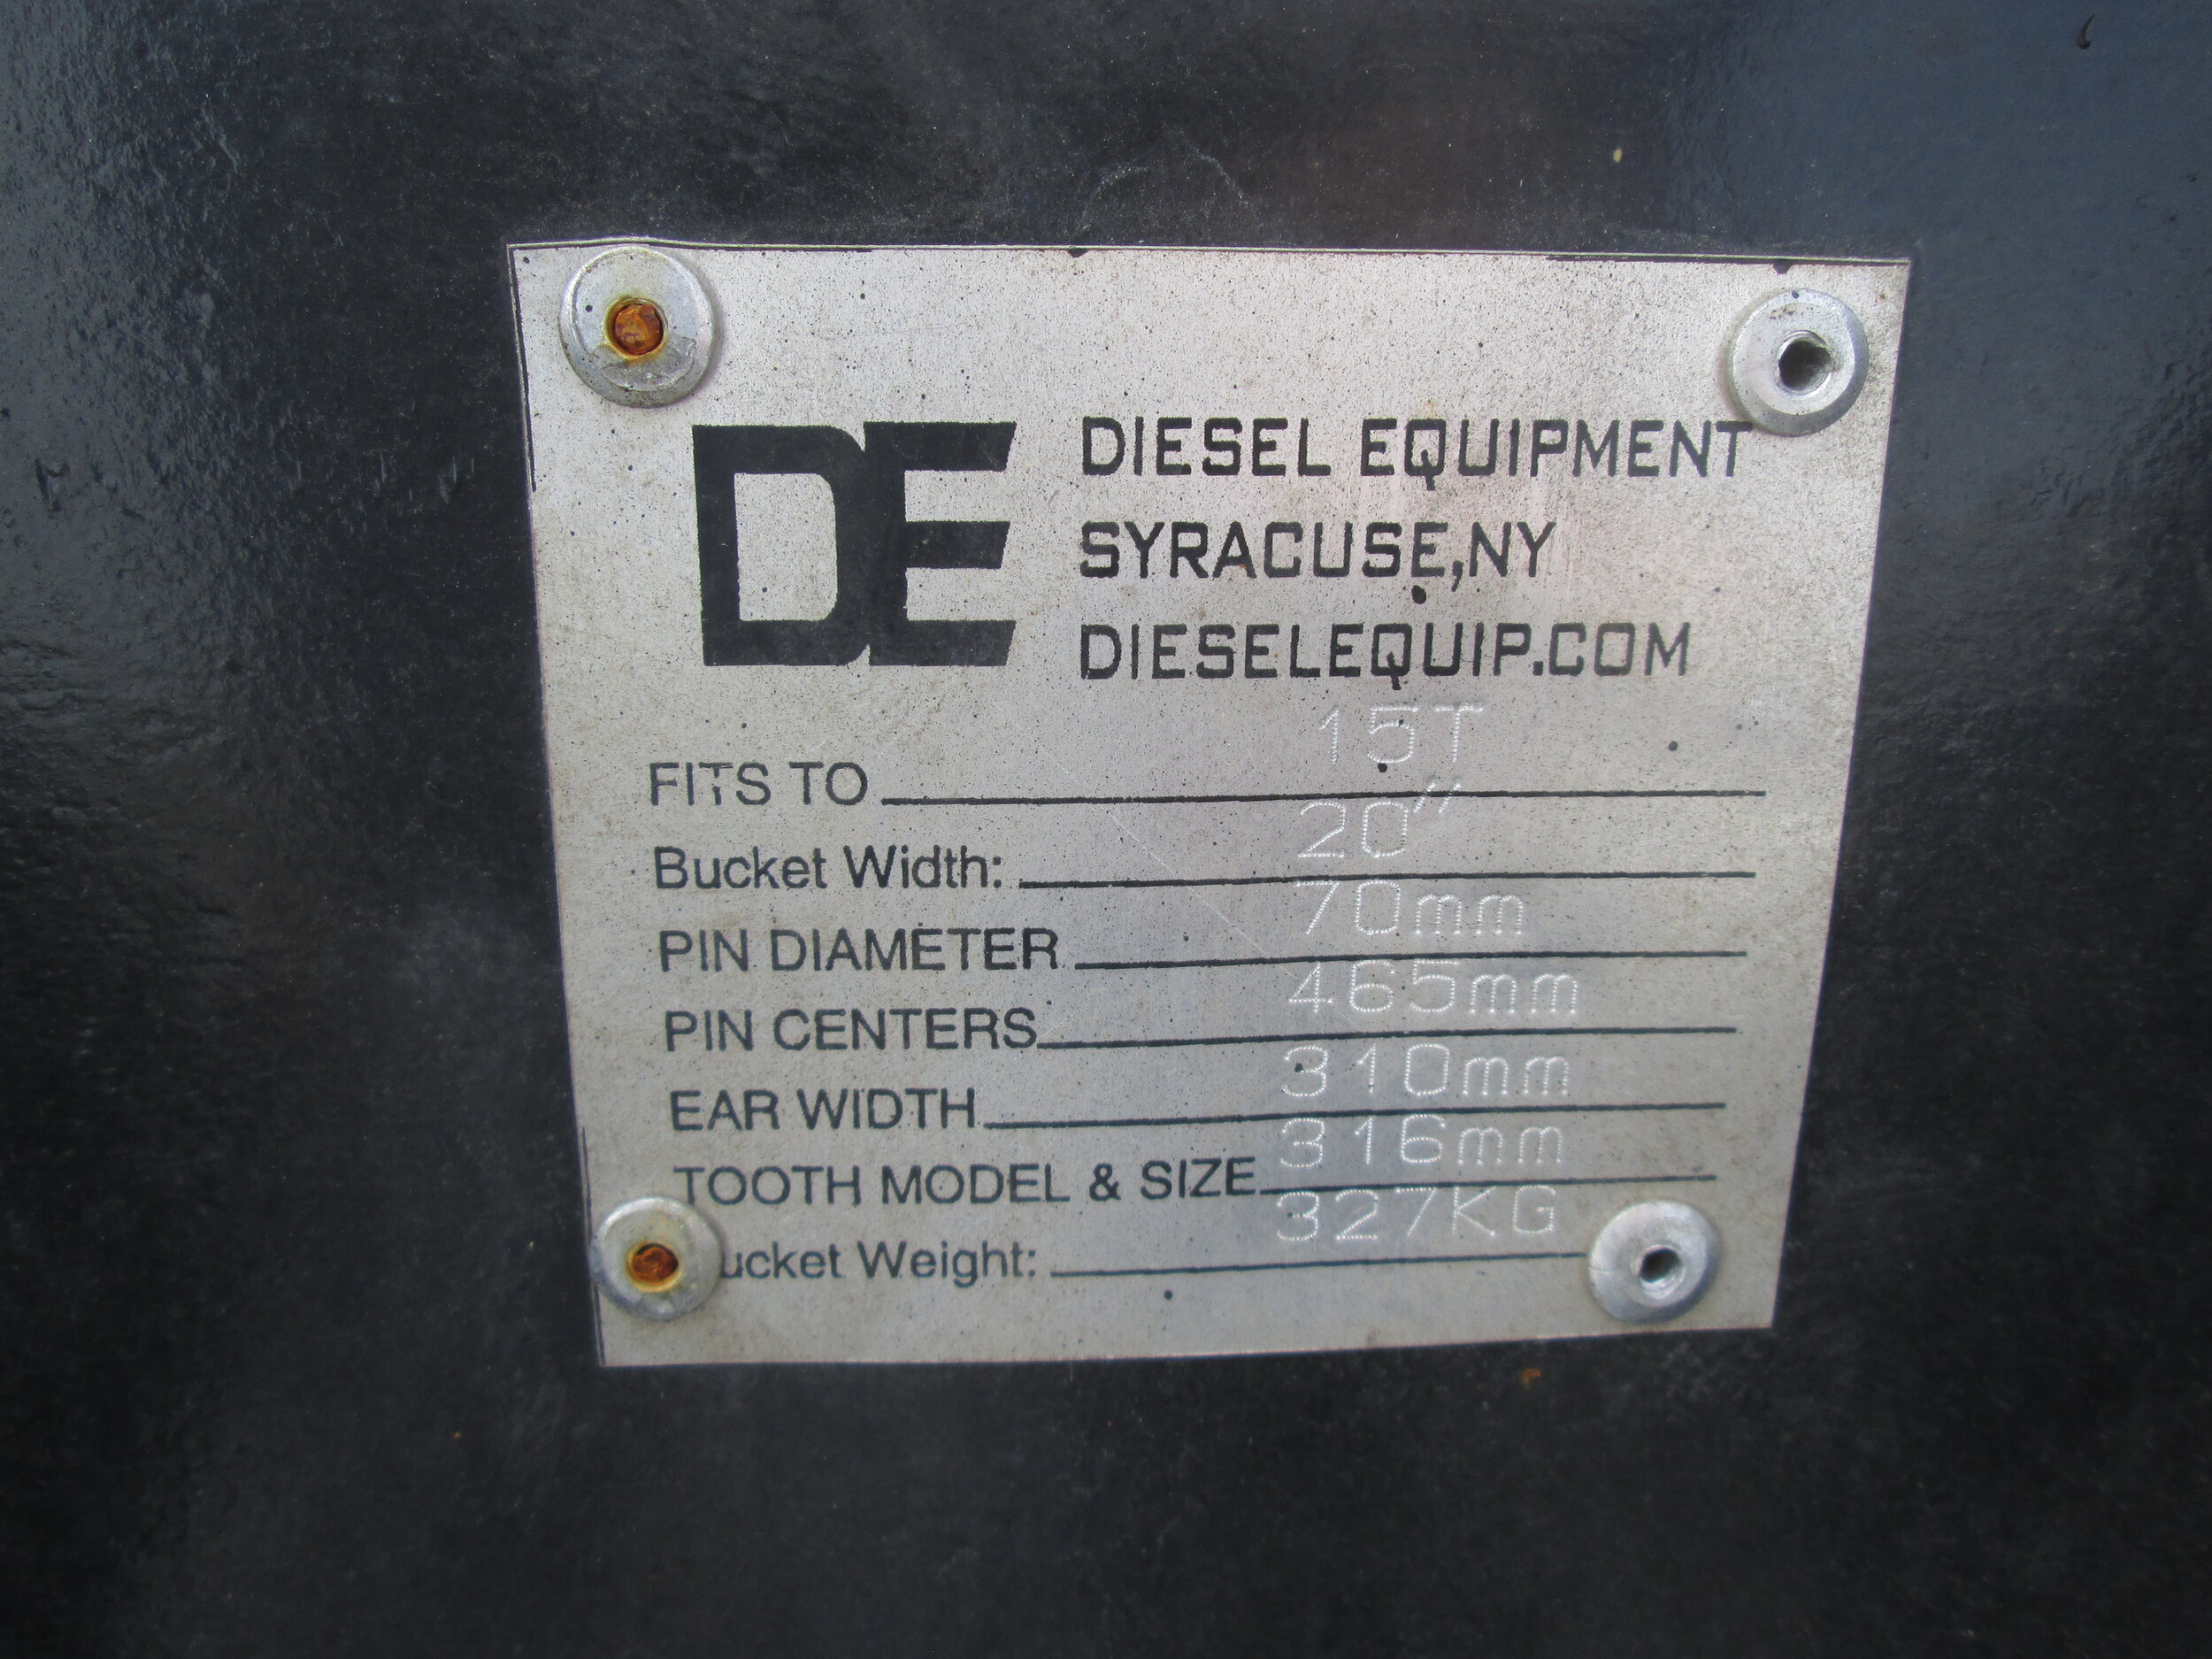 DE
DIESEL EQUIPMENT
SYRACUSE,NY
DIESELEQUIP.COM
FITS TO 15T
Bucket Width: 20"
PIN DIAMETER 70mm
PIN CENTERS 465mm
EAR WIDTH 310mm
TOOTH MODEL & SIZE 316mm
ucket Weight: 327KG